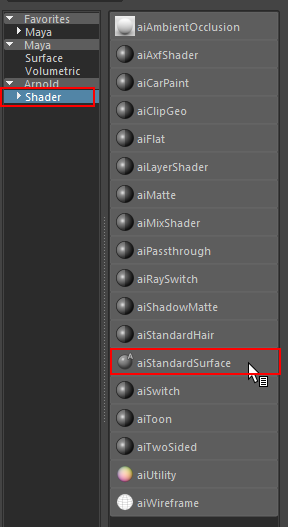 Favorites
Maya
Maya
Surface
Volumetric
Arnold
Shader
aiAmbientOcclusion
aiAxfShader
aiCarPaint
aiClipGeo
aiFlat
aiLayerShader
aiMatte
aiMixShader
aiPassthrough
aiRaySwitch
aiShadowMatte
aiStandardHair
A
aiStandardSurface
aiSwitch
aiToon
aiTwoSided
aiUtility
aiWireframe